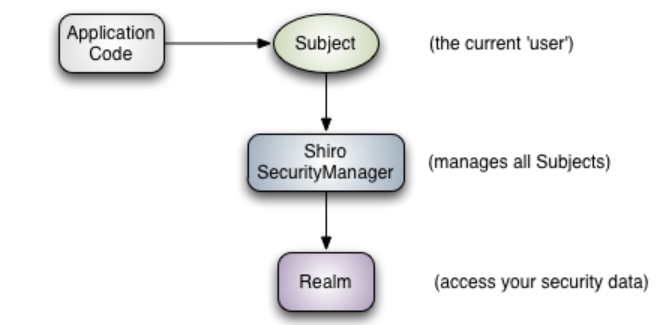 Application
Code
Subject
(the current 'user')
Shiro
SecurityManager
(manages all Subjects)
Realm
(access your security data)